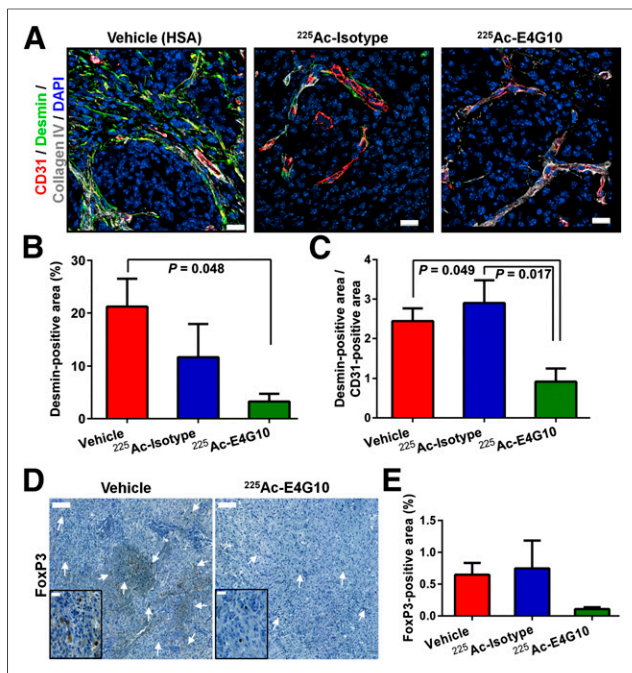 A
Vehicle (HSA)
²²⁵Ac-Isotype
²²⁵Ac-E4G10
CD31 / Desmin /
Collagen IV / DAPI
B
Desmin-positive area (%)
30
20
10
0
P = 0.048
Vehicle
²²⁵Ac-Isotype
²²⁵Ac-E4G10
C
Desmin-positive area /
CD31-positive area
4
3
2
1
0
P = 0.049
P = 0.017
Vehicle
²²⁵Ac-Isotype
²²⁵Ac-E4G10
D
Vehicle
²²⁵Ac-E4G10
FoxP3
E
FoxP3-positive area (%)
1.5
1.0
0.5
0.0
Vehicle
²²⁵Ac-Isotype
²²⁵Ac-E4G10